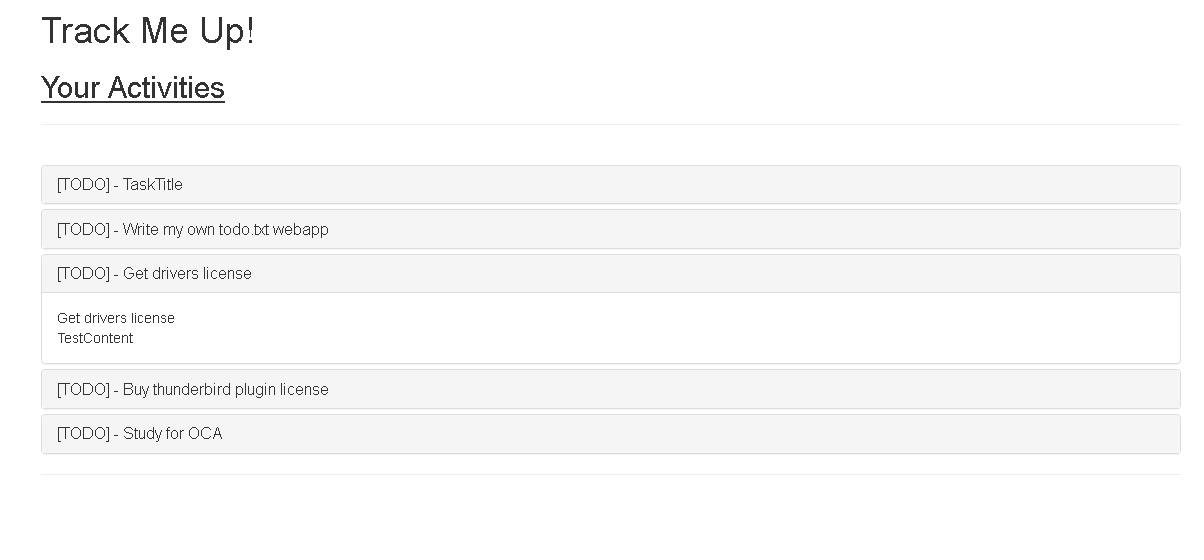 Track Me Up!
Your Activities
[TODO] - TaskTitle
[TODO] - Write my own todo.txt webapp
[TODO] - Get drivers license
Get drivers license
TestContent
[TODO] - Buy thunderbird plugin license
[TODO] - Study for OCA